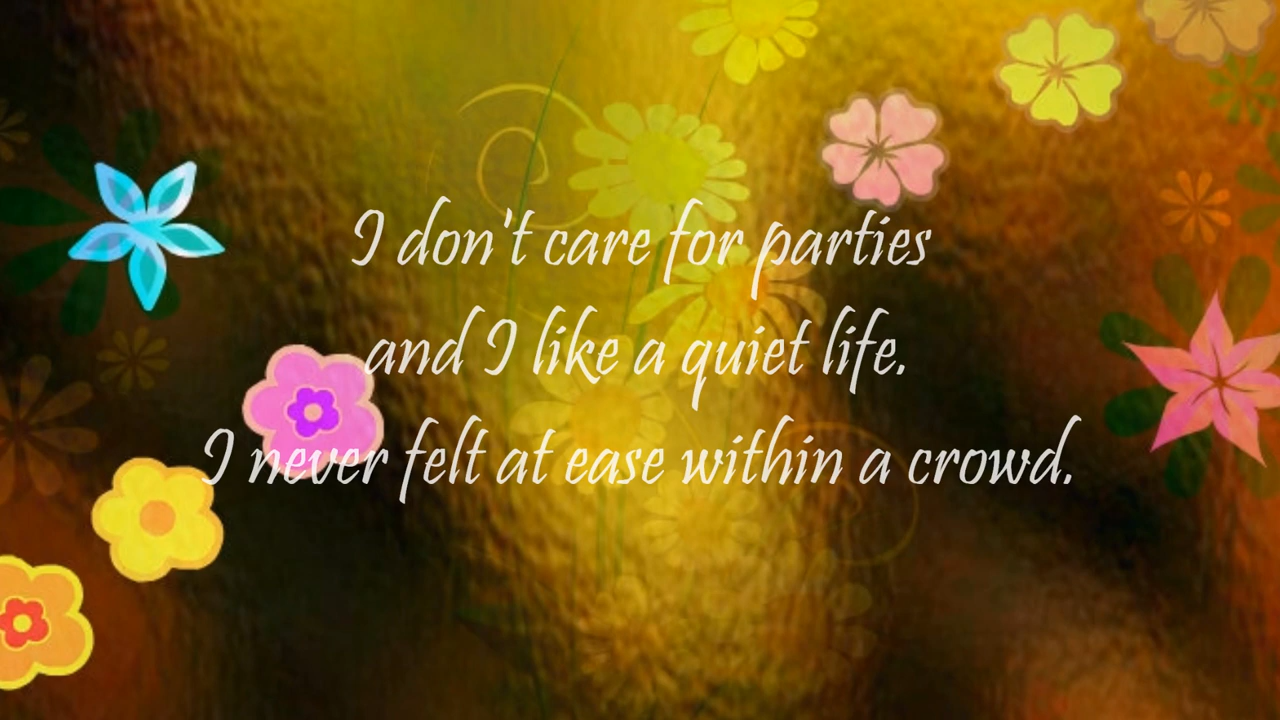 I don't care for parties
and I like a quiet life.
I never felt at ease within a crowd.